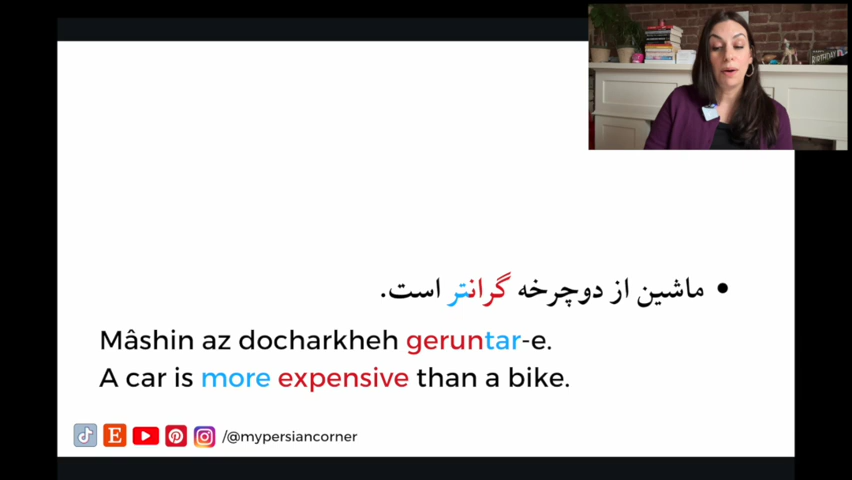 • ماشین از دوچرخه گرانتر است.
Mâshin az docharkheh geruntar-e.
A car is more expensive than a bike.
/@mypersiancorner